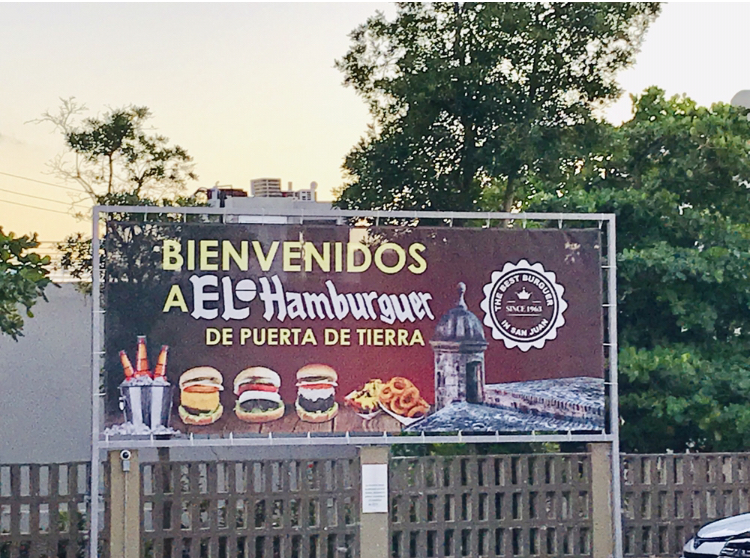 BIENVENIDOS
A EL Hamburguer
DE PUERTA DE TIERRA
THE BEST BURGUER
SINCE 1963
IN SAN JUAN